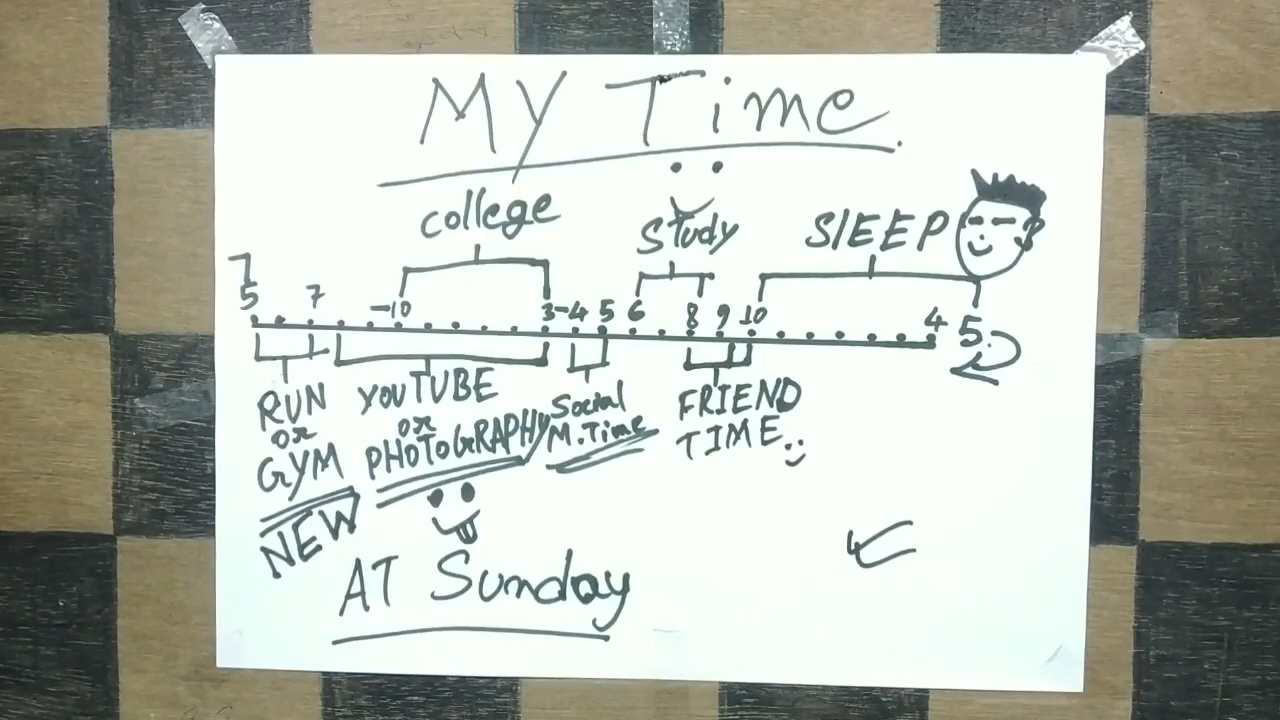 MY Time.
college
Study
SlEEP
5 7 -10 3-4 5 6 8 9 10 4 5
RUN
or
GYM
NEW
YOUTUBE
or
PHOTOGRAPHY
Social
M.Time
FRIEND
TIME
AT Sunday